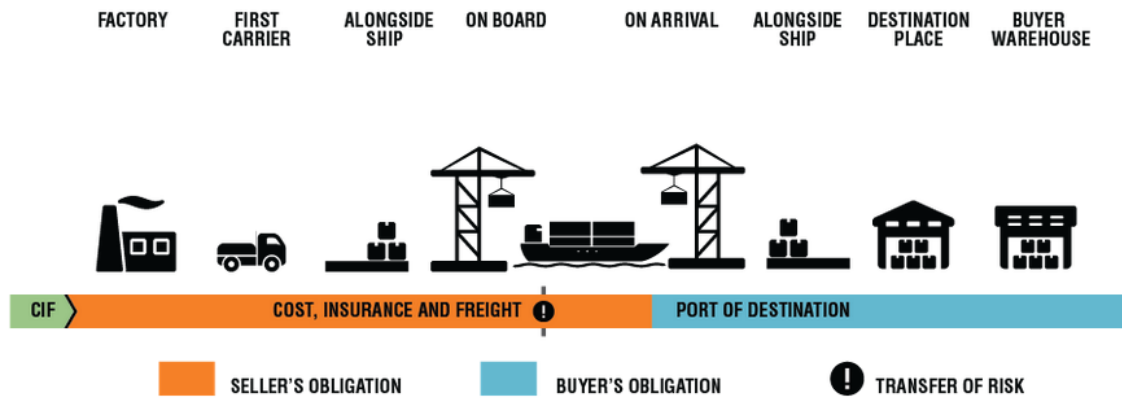 FACTORY
FIRST
CARRIER
ALONGSIDE
SHIP
ON BOARD
ON ARRIVAL
ALONGSIDE
SHIP
DESTINATION
PLACE
BUYER
WAREHOUSE
CIF
COST, INSURANCE AND FREIGHT !
PORT OF DESTINATION
SELLER'S OBLIGATION
BUYER'S OBLIGATION
! TRANSFER OF RISK